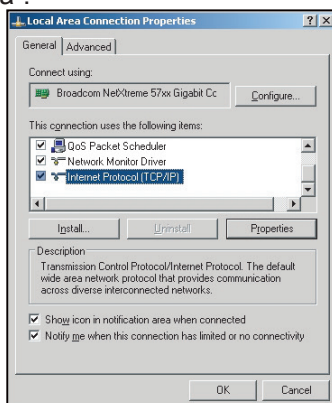 Local Area Connection Properties
General Advanced
Connect using:
Broadcom NetXtreme 57xx Gigabit Cc Configure...
This connection uses the following items:
QoS Packet Scheduler
Network Monitor Driver
Internet Protocol (TCP/IP)
Install... Uninstall Properties
Description
Transmission Control Protocol/Internet Protocol. The default
wide area network protocol that provides communication
across diverse interconnected networks.
Show icon in notification area when connected
Notify me when this connection has limited or no connectivity
OK Cancel